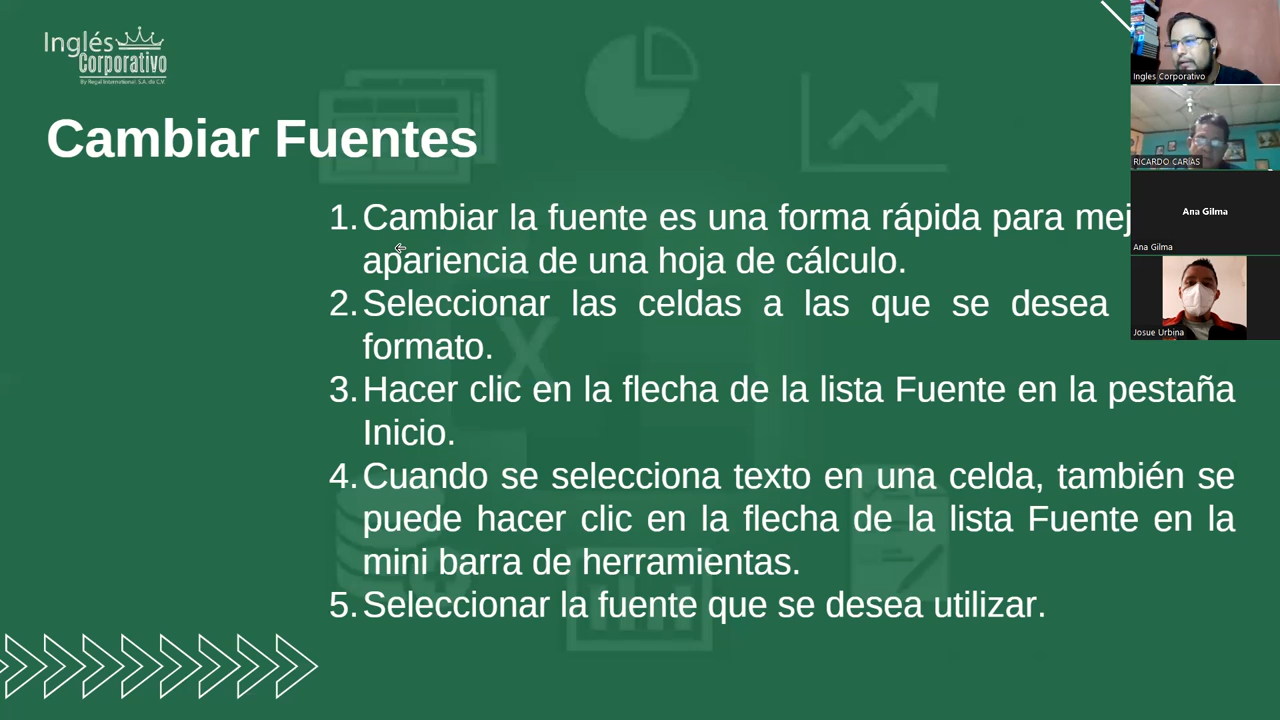 Inglés
Corporativo
By Regal International, S.A. de C.V.
Cambiar Fuentes
1. Cambiar la fuente es una forma rápida para
apariencia de una hoja de cálculo.
2. Seleccionar las celdas a las que se desea
formato.
3. Hacer clic en la flecha de la lista Fuente en la pestaña
Inicio.
4. Cuando se selecciona texto en una celda, también se
puede hacer clic en la flecha de la lista Fuente en la
mini barra de herramientas.
5. Seleccionar la fuente que se desea utilizar.
Ingles Corporativo
RICARDO CARIAS
Ana Gilma
Ana Gilma
Josue Urbina